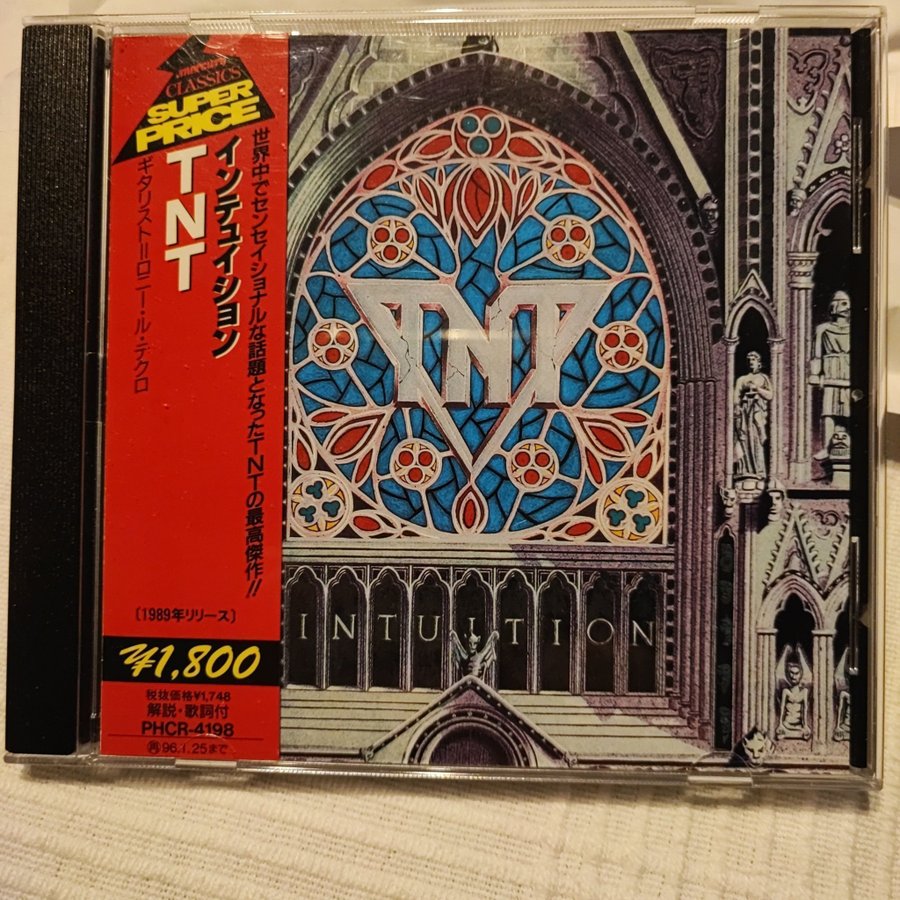 mercury
CLASSICS
SUPER
PRICE
世界中でセンセイショナルな話題となったTNTの最高傑作!!
インテュイション
TNT
ギタリスト=ロニー・ル・テクロ
〔1989年リリース〕
¥1,800
税抜価格¥1,748
解説・歌詞付
PHCR-4198
再96.1.25まで
TNT
INTUITION